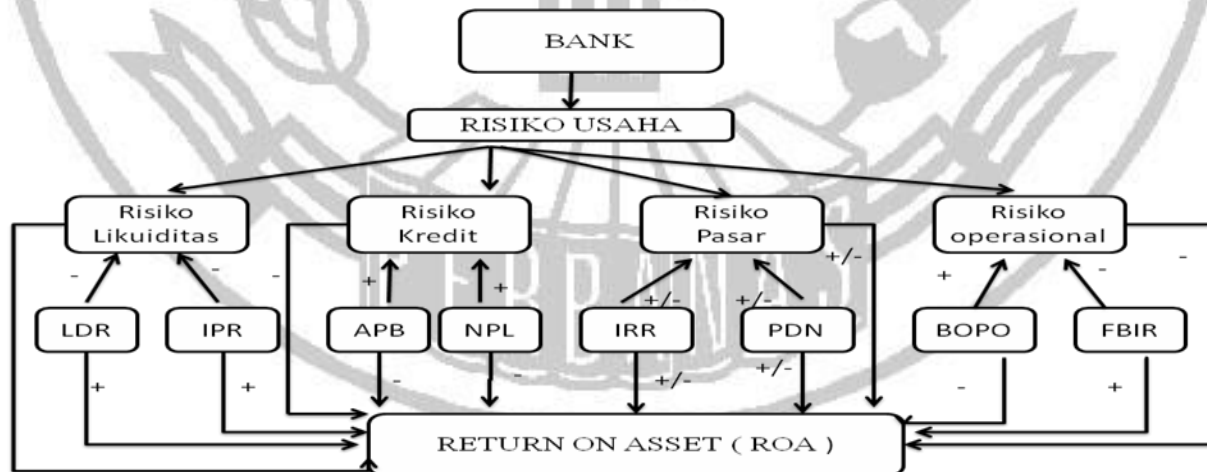 BANK
RISIKO USAHA
Risiko
Likuiditas
Risiko
Kredit
Risiko
Pasar
Risiko
operasional
- - - + + +/- +/- +/- + - -
LDR IPR APB NPL IRR PDN BOPO FBIR
+ + - - +/- +/- - +
RETURN ON ASSET ( ROA )
PERBANAS